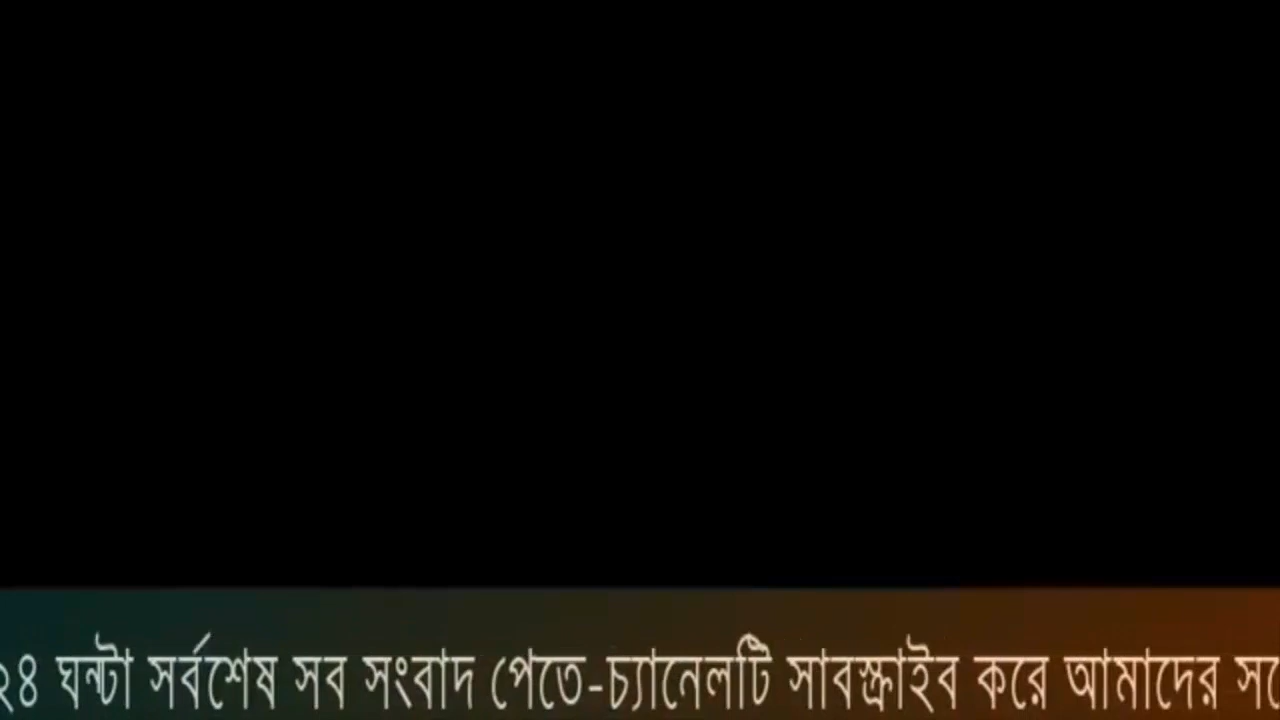 ২৪ ঘন্টা সর্বশেষ সব সংবাদ পেতে-চ্যানেলটি সাবস্ক্রাইব করে আমাদের